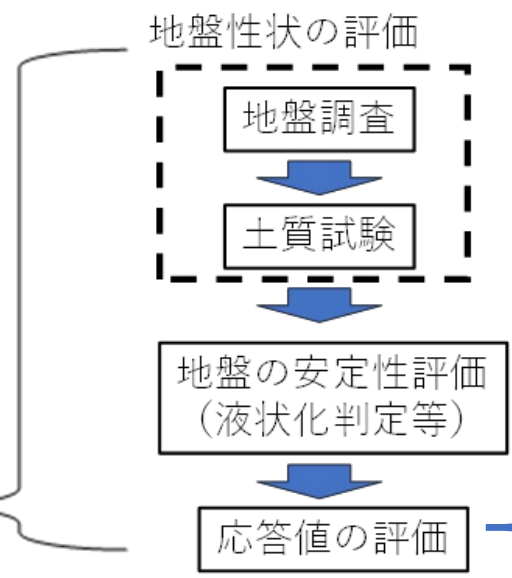 地盤性状の評価
地盤調査
土質試験
地盤の安定性評価
（液状化判定等）
応答値の評価